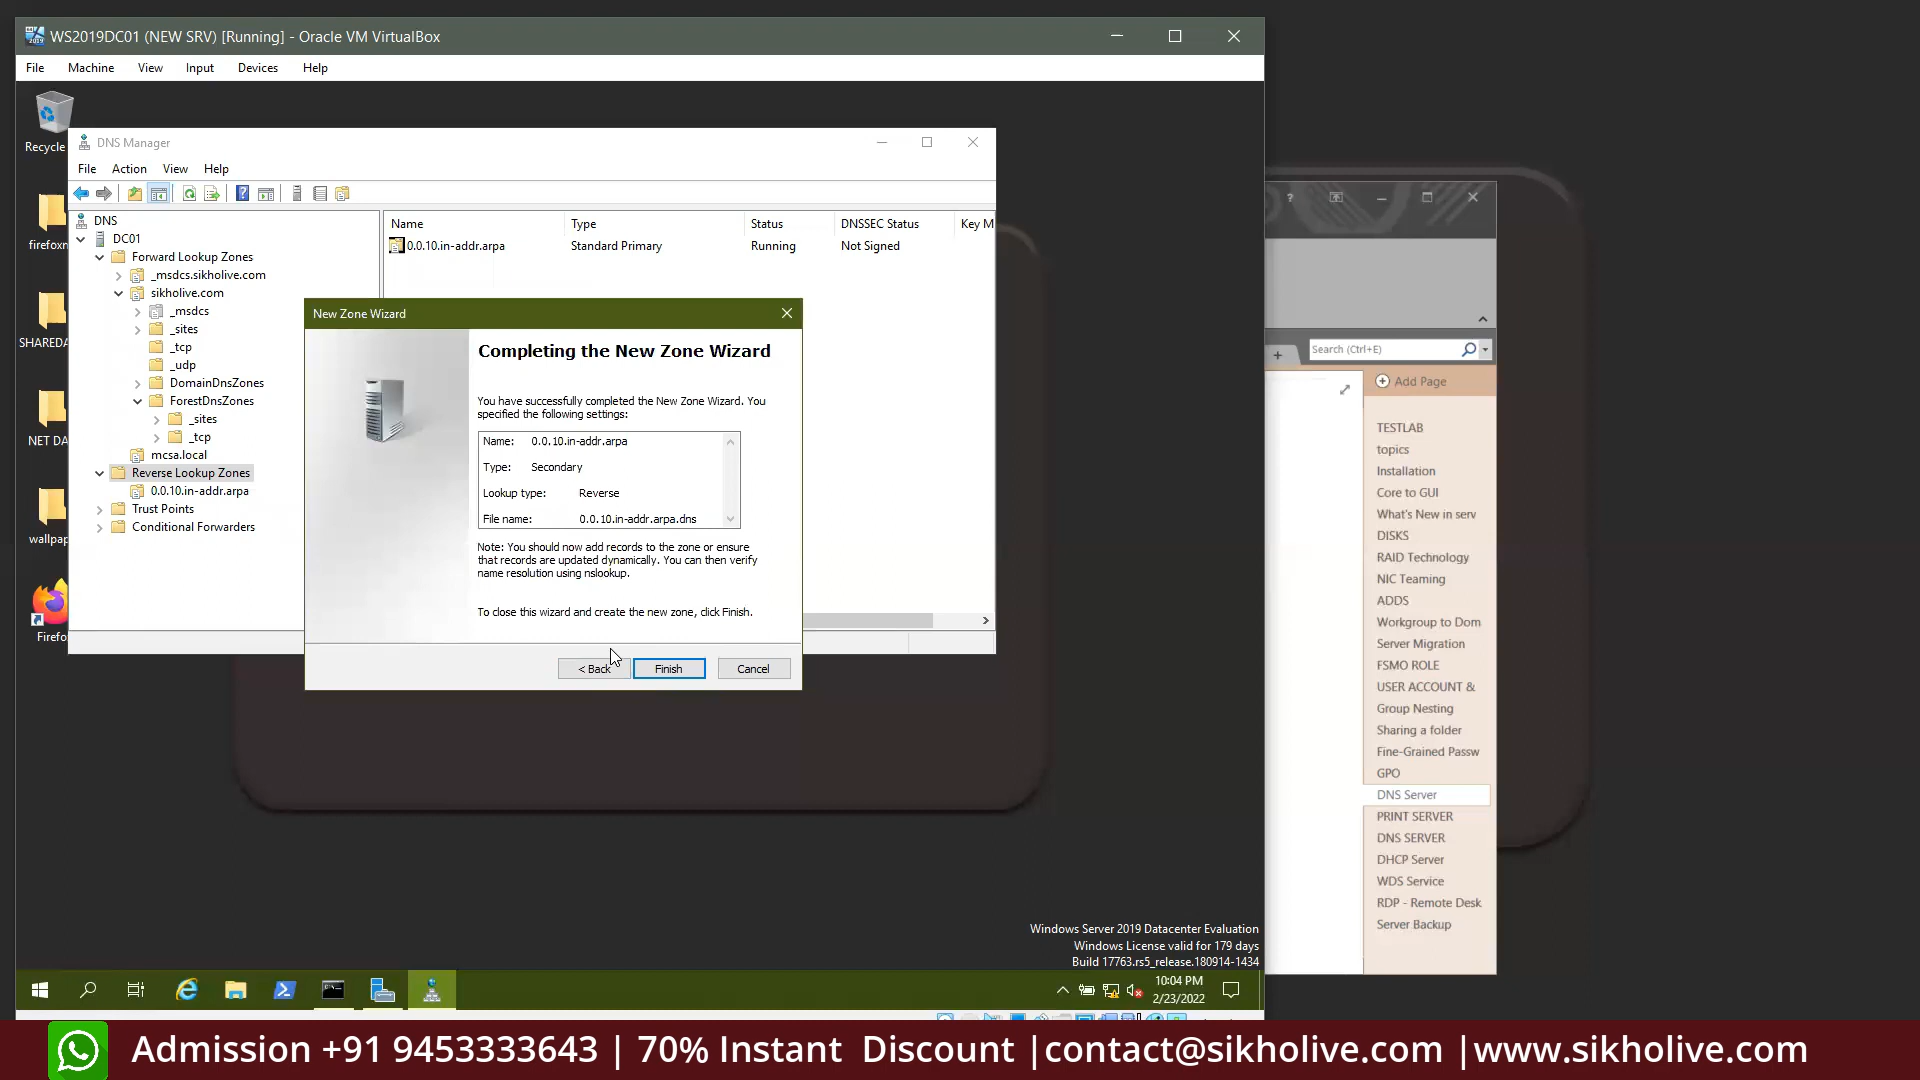 WS2019DC01 (NEW SRV) [Running] - Oracle VM VirtualBox
File Machine View Input Devices Help
Recycle
firefoxn
SHAREDA
NET DA
wallpap
Firefo
DNS Manager
File Action View Help
DNS
DC01
Forward Lookup Zones
_msdcs.sikholive.com
sikholive.com
_msdcs
_sites
_tcp
_udp
DomainDnsZones
ForestDnsZones
_sites
_tcp
mcsa.local
Reverse Lookup Zones
0.0.10.in-addr.arpa
Trust Points
Conditional Forwarders
Name Type Status DNSSEC Status Key M
0.0.10.in-addr.arpa Standard Primary Running Not Signed
New Zone Wizard
Completing the New Zone Wizard
You have successfully completed the New Zone Wizard. You
specified the following settings:
Name: 0.0.10.in-addr.arpa
Type: Secondary
Lookup type: Reverse
File name: 0.0.10.in-addr.arpa.dns
Note: You should now add records to the zone or ensure
that records are updated dynamically. You can then verify
name resolution using nslookup.
To close this wizard and create the new zone, click Finish.
< Back Finish Cancel
Search (Ctrl+E)
Add Page
TESTLAB
topics
Installation
Core to GUI
What's New in serv
DISKS
RAID Technology
NIC Teaming
ADDS
Workgroup to Dom
Server Migration
FSMO ROLE
USER ACCOUNT &
Group Nesting
Sharing a folder
Fine-Grained Passw
GPO
DNS Server
PRINT SERVER
DNS SERVER
DHCP Server
WDS Service
RDP - Remote Desk
Server Backup
Windows Server 2019 Datacenter Evaluation
Windows License valid for 179 days
Build 17763.rs5_release.180914-1434
10:04 PM
2/23/2022
Admission +91 9453333643 | 70% Instant Discount |contact@sikholive.com |www.sikholive.com